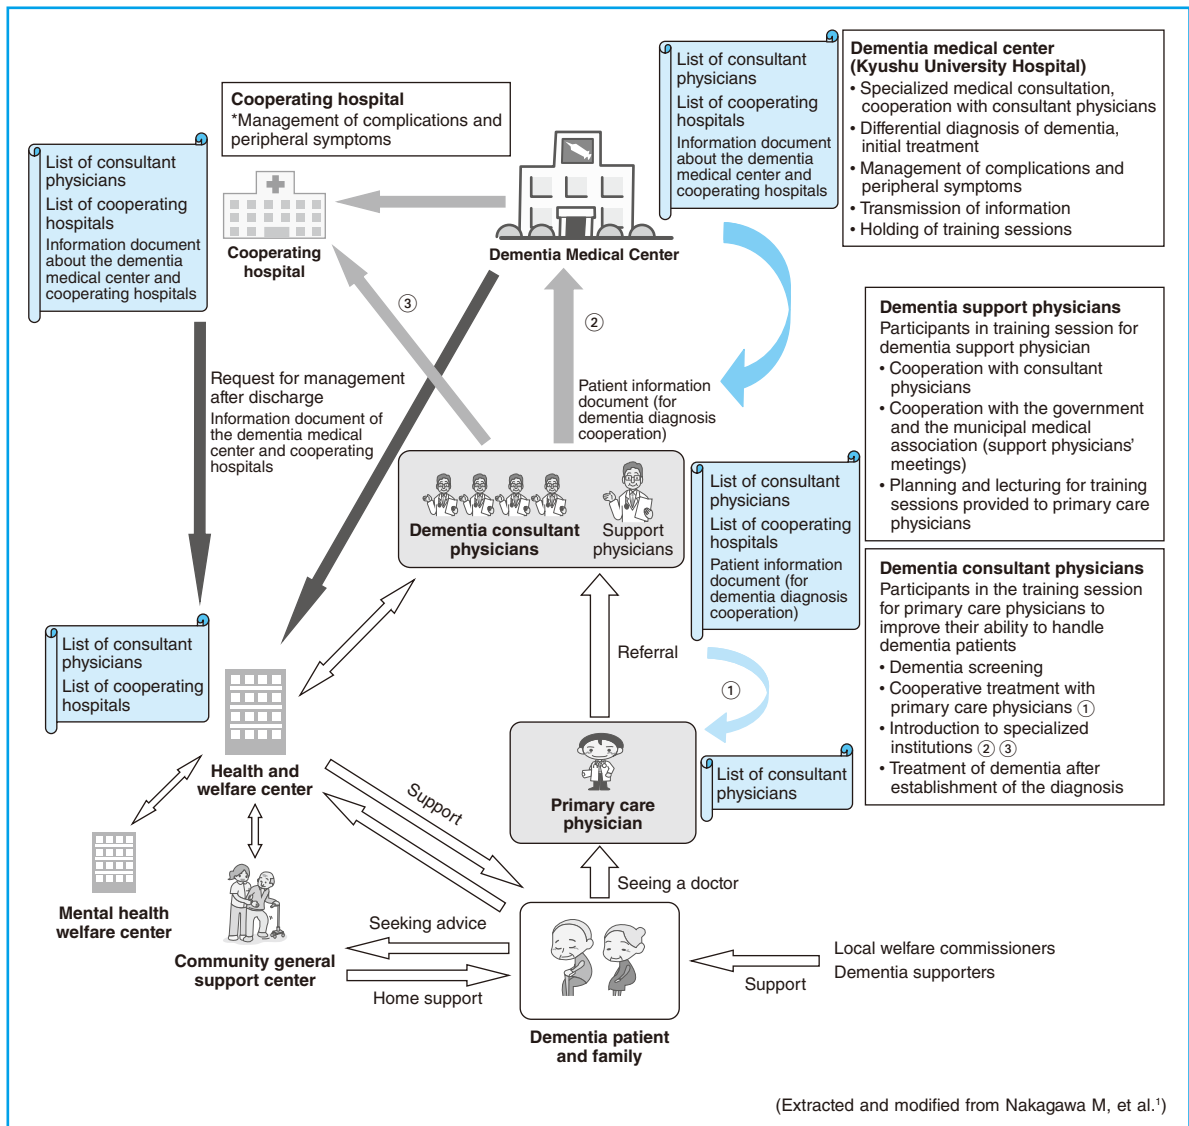 Cooperating hospital
*Management of complications and
peripheral symptoms
List of consultant
physicians
List of cooperating
hospitals
Information document
about the dementia
medical center and
cooperating hospitals
Dementia medical center
(Kyushu University Hospital)
• Specialized medical consultation,
cooperation with consultant physicians
• Differential diagnosis of dementia,
initial treatment
• Management of complications and
peripheral symptoms
• Transmission of information
• Holding of training sessions
List of consultant
physicians
List of cooperating
hospitals
Information document
about the dementia
medical center and
cooperating hospitals
Cooperating
hospital
Dementia Medical Center
③
②
Dementia support physicians
Participants in training session for
dementia support physician
• Cooperation with consultant
physicians
• Cooperation with the government
and the municipal medical
association (support physicians’
meetings)
• Planning and lecturing for training
sessions provided to primary care
physicians
Request for management
after discharge
Information document of
the dementia medical
center and cooperating
hospitals
Patient information
document (for
dementia diagnosis
cooperation)
Dementia consultant
physicians
Support
physicians
List of consultant
physicians
List of cooperating
hospitals
Patient information
document (for
dementia diagnosis
cooperation)
Dementia consultant physicians
Participants in the training session
for primary care physicians to
improve their ability to handle
dementia patients
• Dementia screening
• Cooperative treatment with
primary care physicians ①
• Introduction to specialized
institutions ② ③
• Treatment of dementia after
establishment of the diagnosis
List of consultant
physicians
List of cooperating
hospitals
Referral
①
Health and
welfare center
Support
Primary care
physician
List of consultant
physicians
Mental health
welfare center
Community general
support center
Seeing a doctor
Seeking advice
Home support
Local welfare commissioners
Dementia supporters
Support
Dementia patient
and family
(Extracted and modified from Nakagawa M, et al.¹)